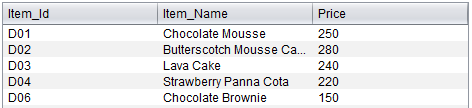 Item_Id Item_Name Price
D01 Chocolate Mousse 250
D02 Butterscotch Mousse Ca... 280
D03 Lava Cake 240
D04 Strawberry Panna Cota 220
D06 Chocolate Brownie 150